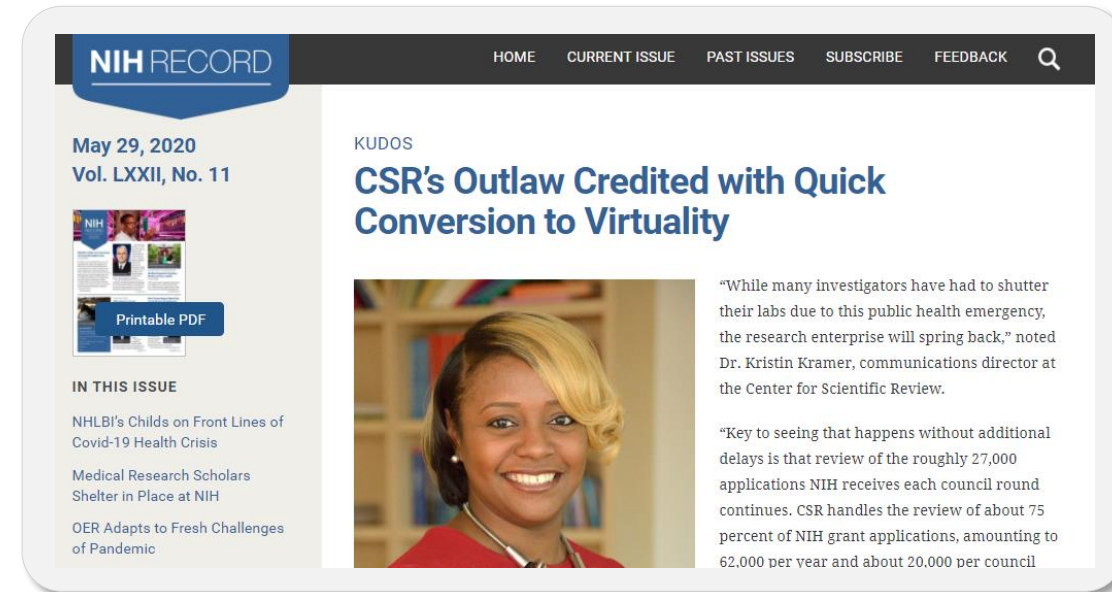 NIH RECORD
HOME
CURRENT ISSUE
PAST ISSUES
SUBSCRIBE
FEEDBACK
May 29, 2020
Vol. LXXII, No. 11
NIH
Printable PDF
IN THIS ISSUE
NHLBI's Childs on Front Lines of
Covid-19 Health Crisis
Medical Research Scholars
Shelter in Place at NIH
OER Adapts to Fresh Challenges
of Pandemic
KUDOS
CSR's Outlaw Credited with Quick
Conversion to Virtuality
“While many investigators have had to shutter
their labs due to this public health emergency,
the research enterprise will spring back,” noted
Dr. Kristin Kramer, communications director at
the Center for Scientific Review.
“Key to seeing that happens without additional
delays is that review of the roughly 27,000
applications NIH receives each council round
continues. CSR handles the review of about 75
percent of NIH grant applications, amounting to
62,000 per year and about 20,000 per council